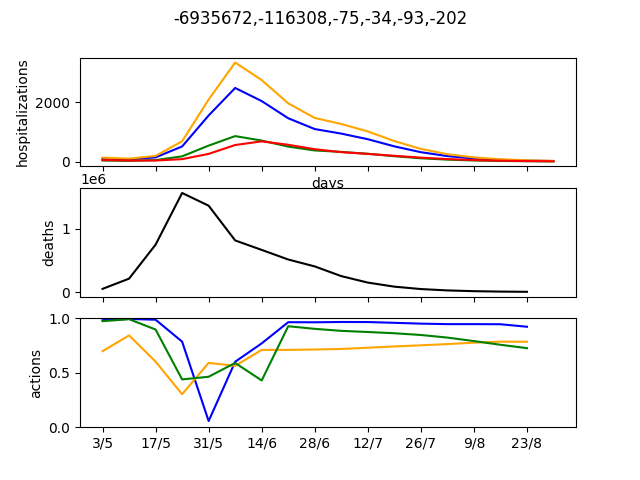 -6935672,-116308,-75,-34,-93,-202
hospitalizations
2000
0
days
1e6
deaths
1
0
actions
1.0
0.5
0.0
3/5 17/5 31/5 14/6 28/6 12/7 26/7 9/8 23/8